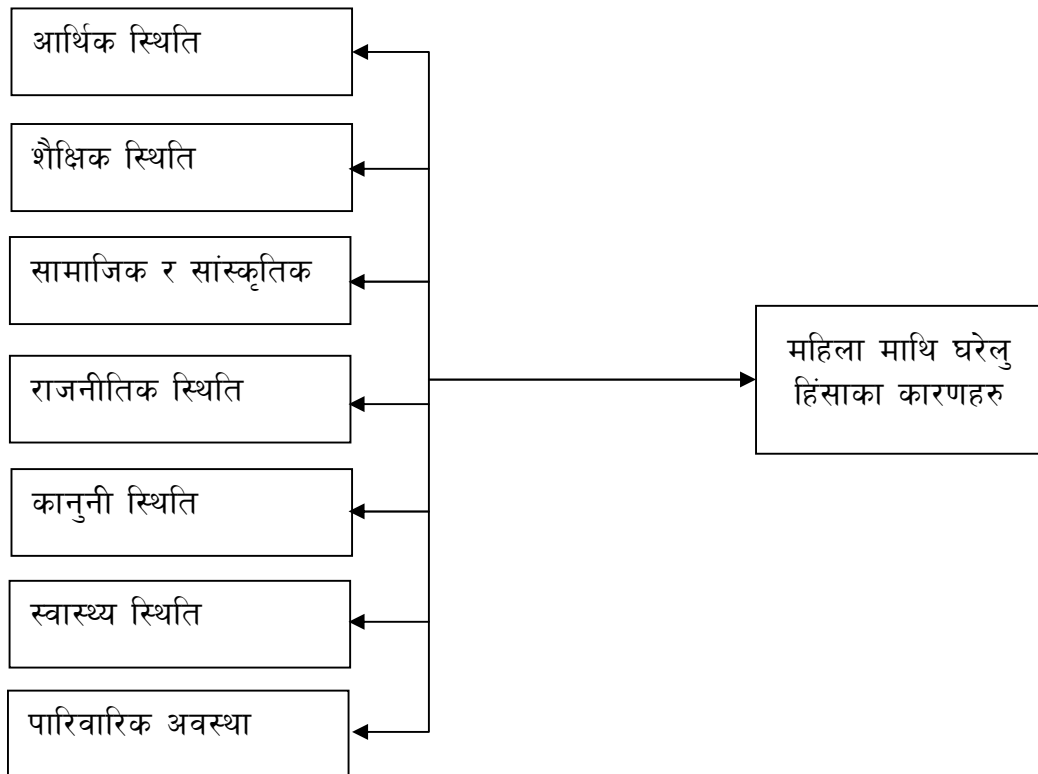 आर्थिक स्थिति
शैक्षिक स्थिति
सामाजिक र सांस्कृतिक
राजनीतिक स्थिति
कानुनी स्थिति
स्वास्थ्य स्थिति
पारिवारिक अवस्था
महिला माथि घरेलु
हिंसाका कारणहरु